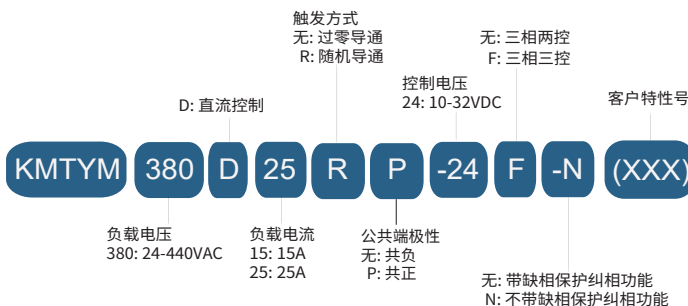 触发方式
无: 过零导通
R: 随机导通
无: 三相两控
F: 三相三控
控制电压
24: 10-32VDC
D: 直流控制
客户特性号
KMTYM 380 D 25 R P -24 F -N (XXX)
负载电压
380: 24-440VAC
负载电流
15: 15A
25: 25A
公共端极性
无: 共负
P: 共正
无: 带缺相保护纠相功能
N: 不带缺相保护纠相功能